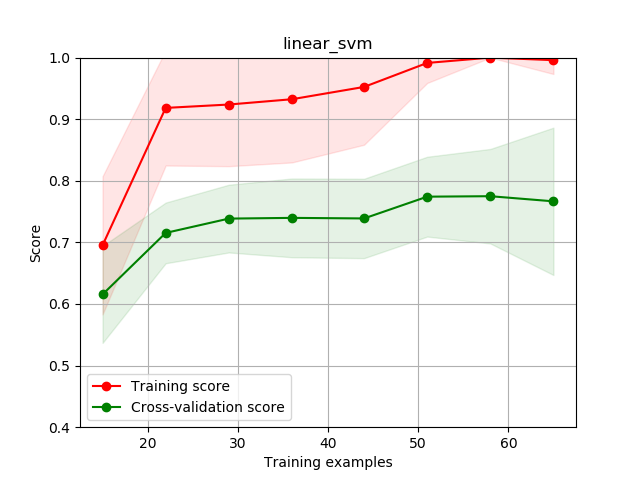 linear_svm
1.0
0.9
0.8
0.7
0.6
0.5
0.4
Score
Training score
Cross-validation score
20 30 40 50 60
Training examples